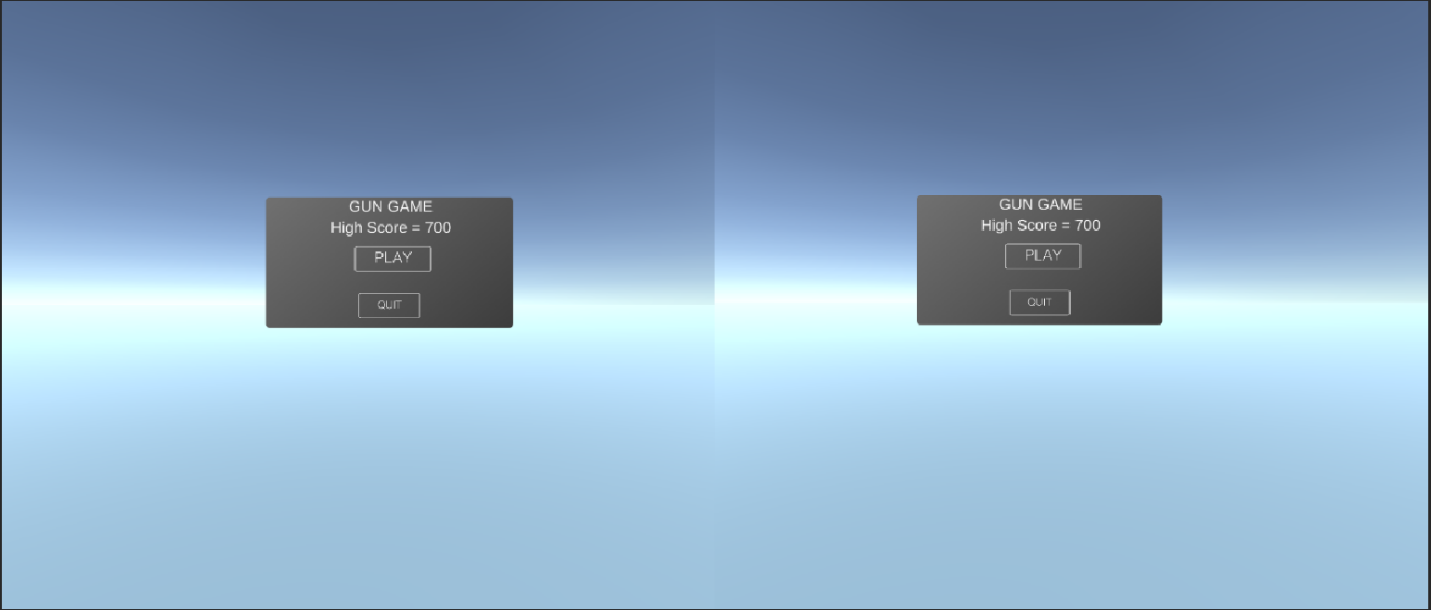 GUN GAME
High Score = 700
PLAY
QUIT
GUN GAME
High Score = 700
PLAY
QUIT